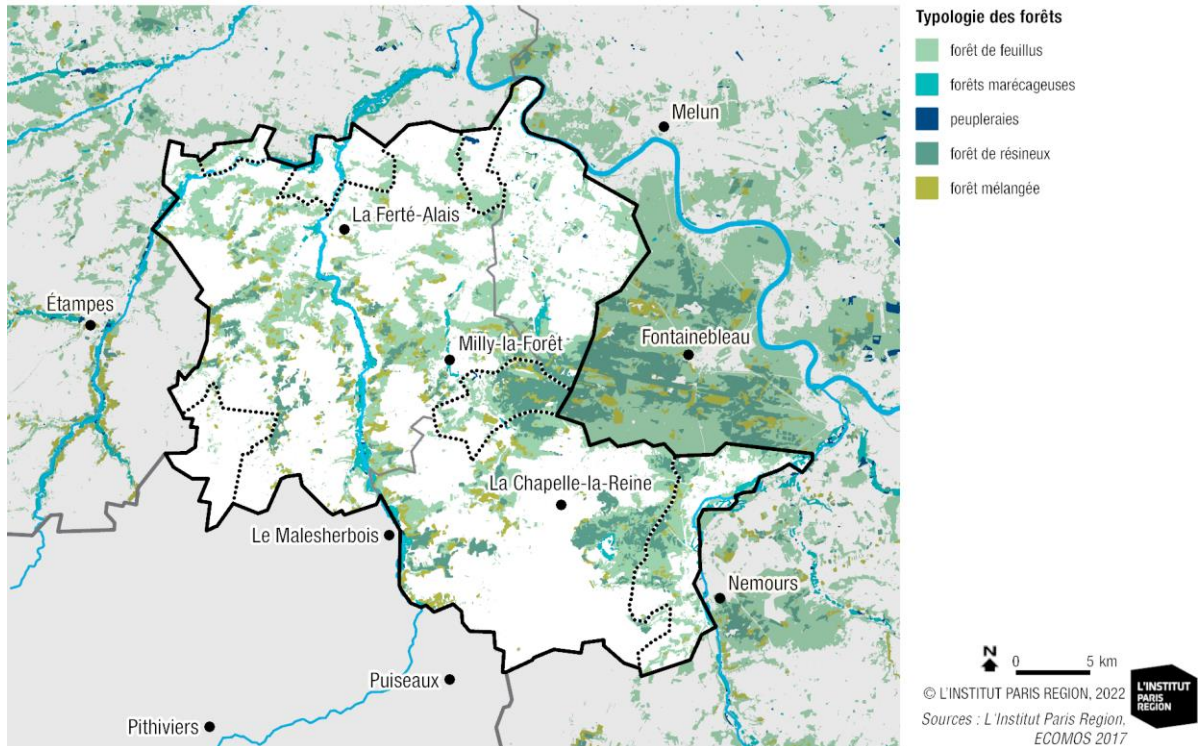 Typologie des forêts
forêt de feuillus
forêts marécageuses
peupleraies
forêt de résineux
forêt mélangée
Melun
La Ferté-Alais
Étampes
Milly-la-Forêt
Fontainebleau
La Chapelle-la-Reine
Le Malesherbois
Nemours
Puiseaux
Pithiviers
N
0 5 km
© L'INSTITUT PARIS REGION, 2022
Sources : L'Institut Paris Region,
ECOMOS 2017
L'INSTITUT
PARIS
REGION